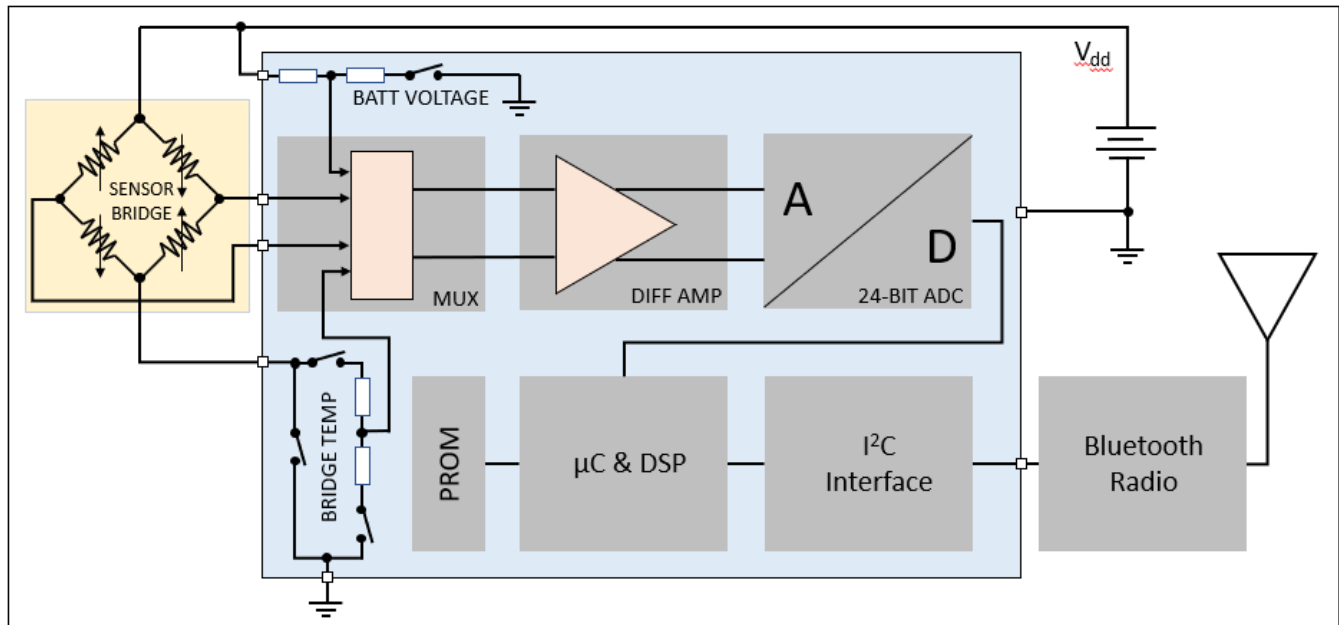 V_dd
BATT VOLTAGE
SENSOR
BRIDGE
MUX
DIFF AMP
A
D
24-BIT ADC
BRIDGE TEMP
PROM
µC & DSP
I²C
Interface
Bluetooth
Radio